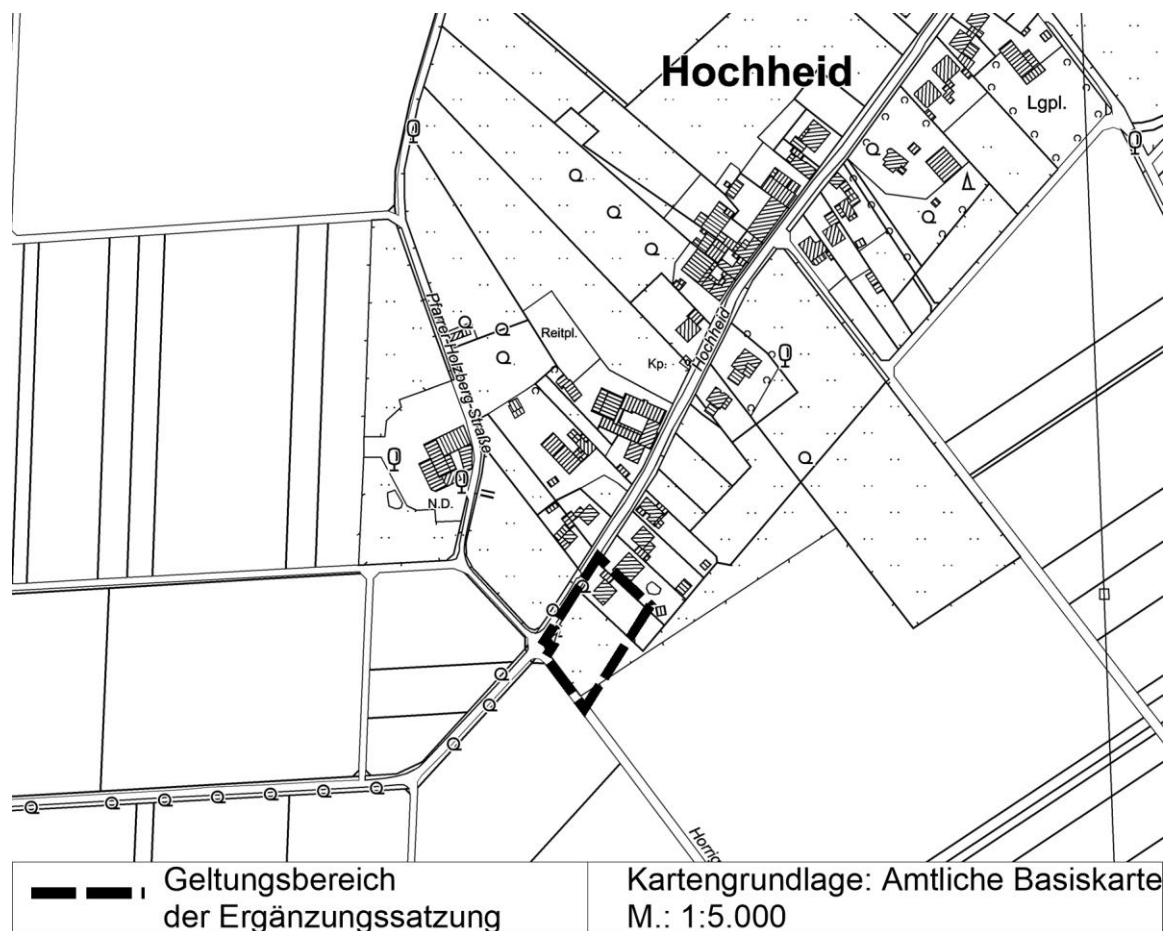 Hochheid
Lgpl.
Pfarrer-Holzberg-Straße
Reitpl.
Hochheid
Kp.
N.D.
Geltungsbereich
der Ergänzungssatzung
Kartengrundlage: Amtliche Basiskarte
M.: 1:5.000